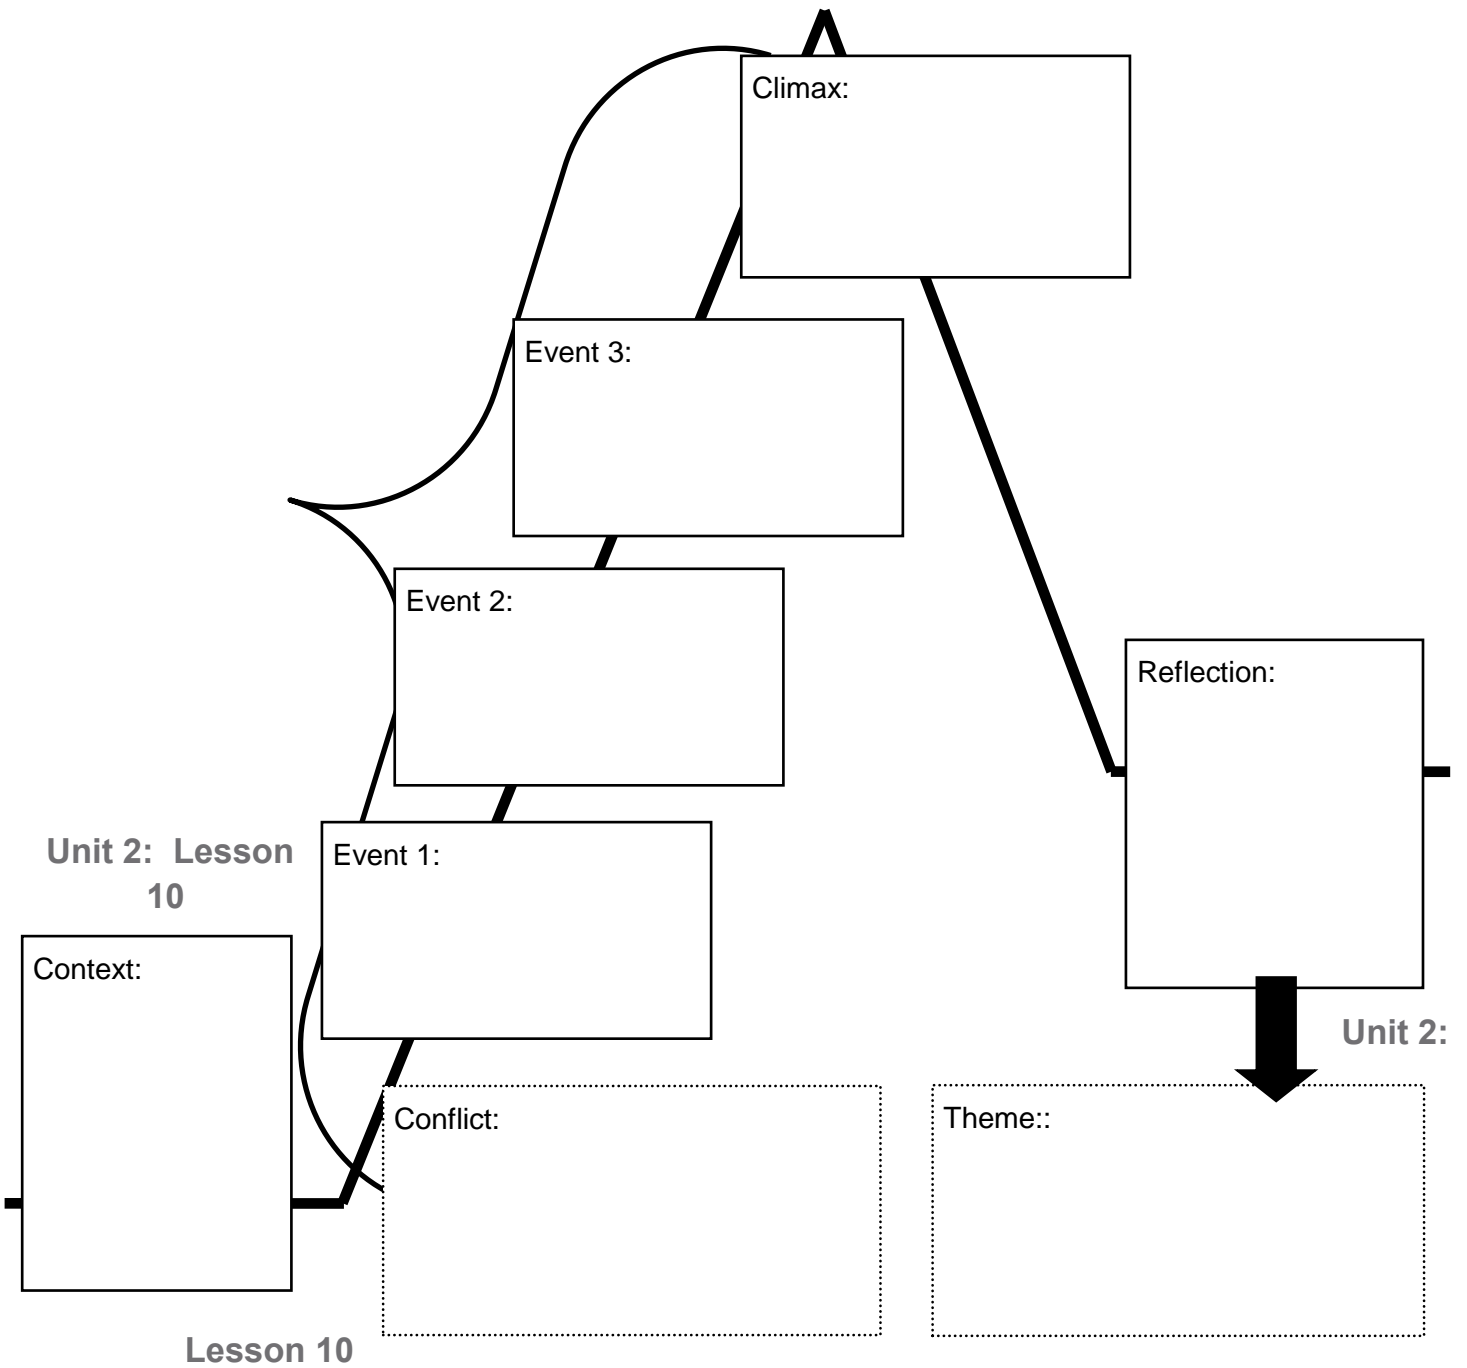 Climax:
Event 3:
Event 2:
Reflection:
Unit 2: Lesson
10
Event 1:
Context:
Unit 2:
Conflict:
Theme::
Lesson 10